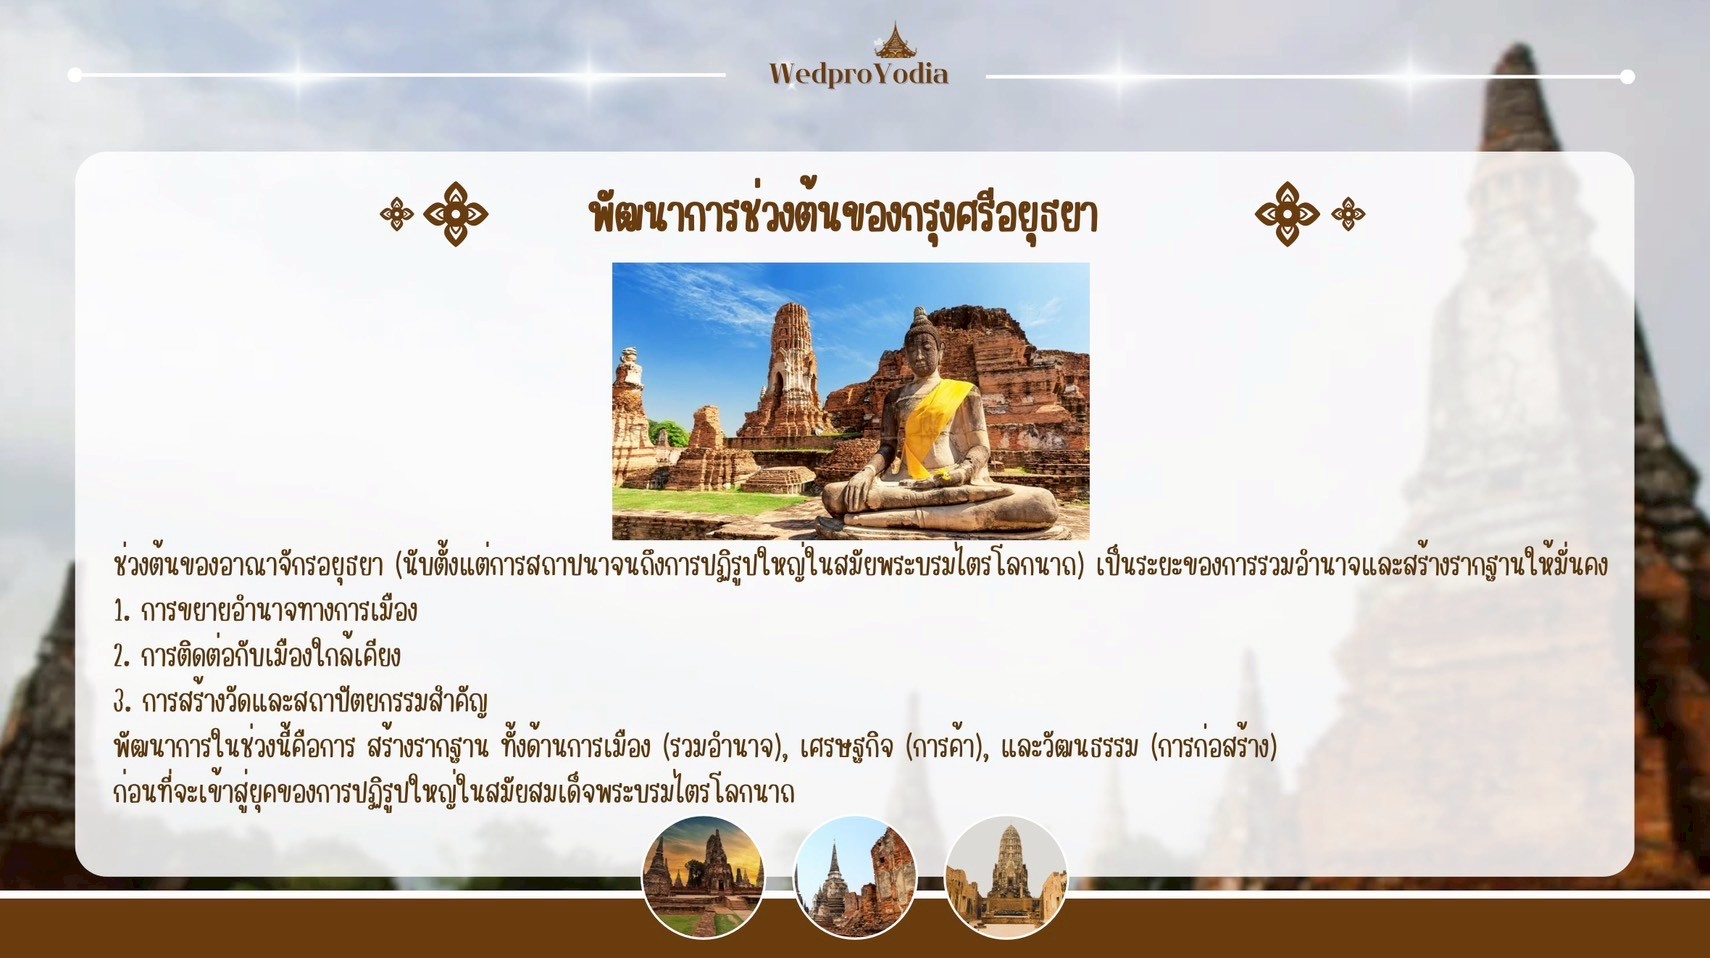 WedproYodia
พัฒนาการช่วงต้นของกรุงศรีอยุธยา
ช่วงต้นของอาณาจักรอยุธยา (นับตั้งแต่การสถาปนาจนถึงการปฏิรูปใหญ่ในสมัยพระบรมไตรโลกนาถ) เป็นระยะของการรวมอำนาจและสร้างรากฐานให้มั่นคง
1. การขยายอำนาจทางการเมือง
2. การติดต่อกับเมืองใกล้เคียง
3. การสร้างวัดและสถาปัตยกรรมสำคัญ
พัฒนาการในช่วงนี้คือการ สร้างรากฐาน ทั้งด้านการเมือง (รวมอำนาจ), เศรษฐกิจ (การค้า), และวัฒนธรรม (การก่อสร้าง)
ก่อนที่จะเข้าสู่ยุคของการปฏิรูปใหญ่ในสมัยสมเด็จพระบรมไตรโลกนาถ